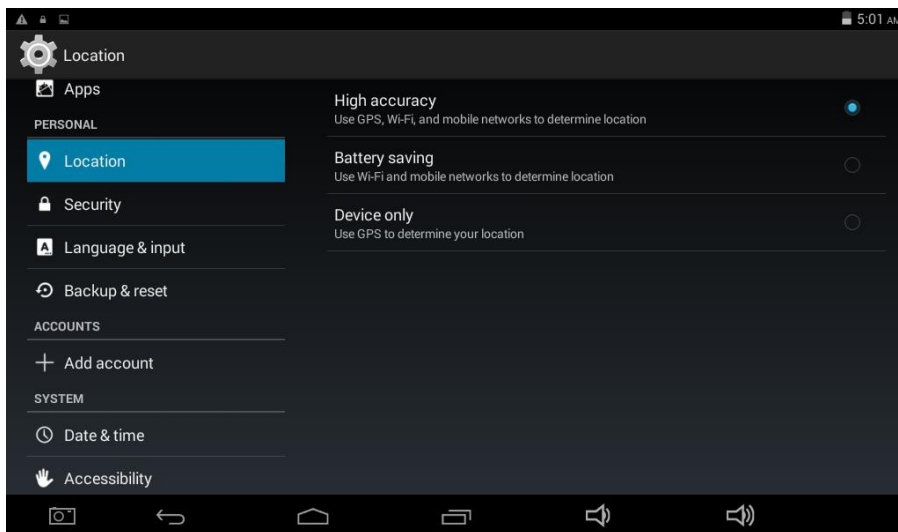 5:01 AM
Location
Apps
PERSONAL
Location
Security
Language & input
Backup & reset
ACCOUNTS
Add account
SYSTEM
Date & time
Accessibility
High accuracy
Use GPS, Wi-Fi, and mobile networks to determine location
Battery saving
Use Wi-Fi and mobile networks to determine location
Device only
Use GPS to determine your location